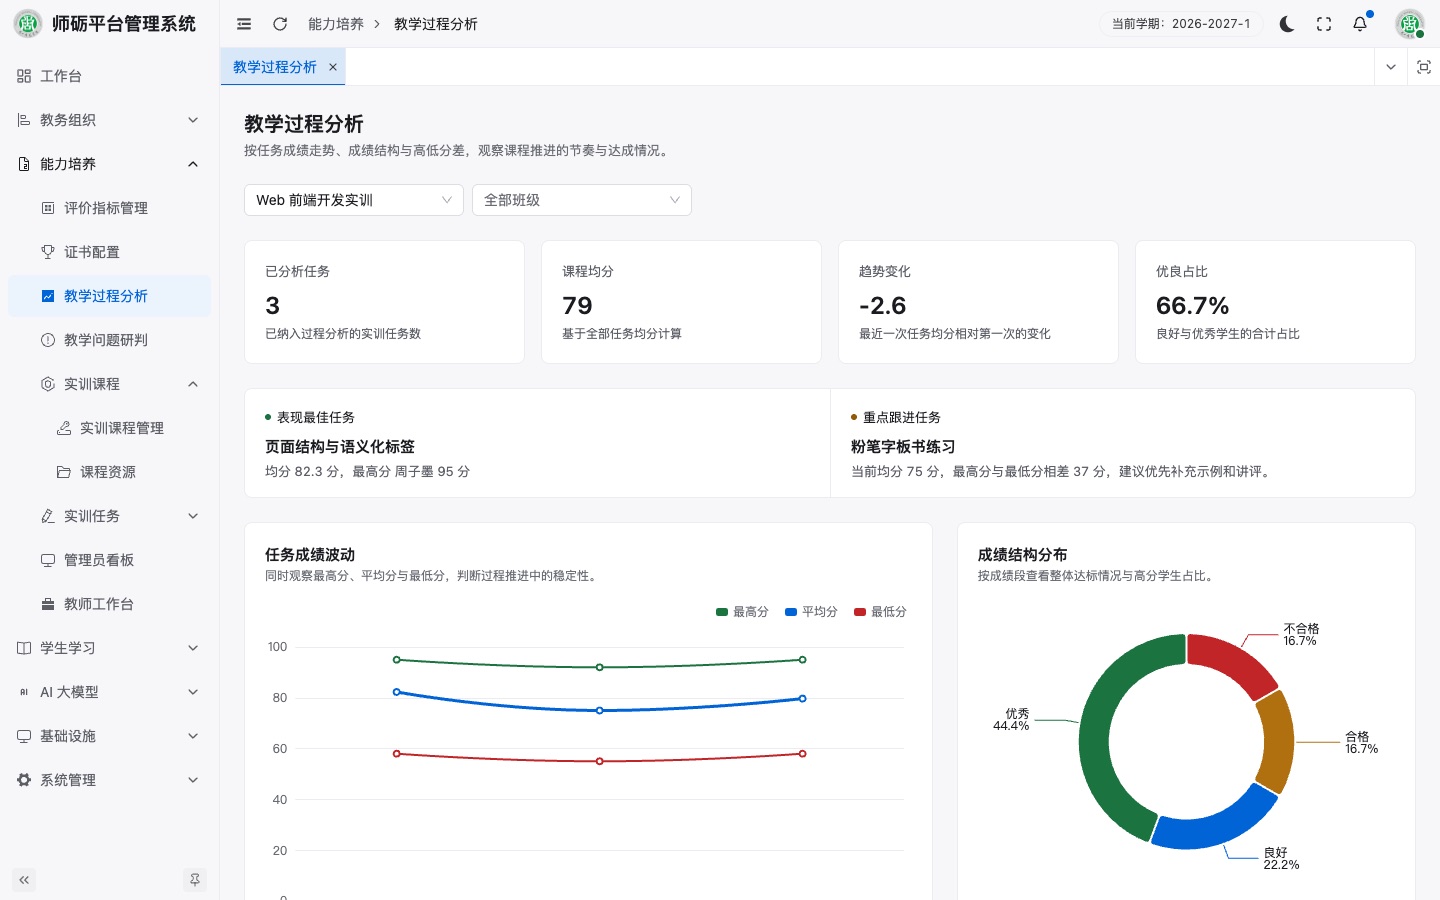 师砺平台管理系统
能力培养 > 教学过程分析
当前学期：2026-2027-1
工作台
教务组织
能力培养
评价指标管理
证书配置
教学过程分析
教学问题研判
实训课程
实训课程管理
课程资源
实训任务
管理员看板
教师工作台
学生学习
AI AI 大模型
基础设施
系统管理
教学过程分析
教学过程分析
按任务成绩走势、成绩结构与高低分差，观察课程推进的节奏与达成情况。
Web 前端开发实训
全部班级
已分析任务
3
已纳入过程分析的实训任务数
课程均分
79
基于全部任务均分计算
趋势变化
-2.6
最近一次任务均分相对第一次的变化
优良占比
66.7%
良好与优秀学生的合计占比
表现最佳任务
页面结构与语义化标签
均分 82.3 分，最高分 周子墨 95 分
重点跟进任务
粉笔字板书练习
当前均分 75 分，最高分与最低分相差 37 分，建议优先补充示例和讲评。
任务成绩波动
同时观察最高分、平均分与最低分，判断过程推进中的稳定性。
最高分 平均分 最低分
100
80
60
40
20
0
成绩结构分布
按成绩段查看整体达标情况与高分学生占比。
不合格
16.7%
优秀
44.4%
合格
16.7%
良好
22.2%